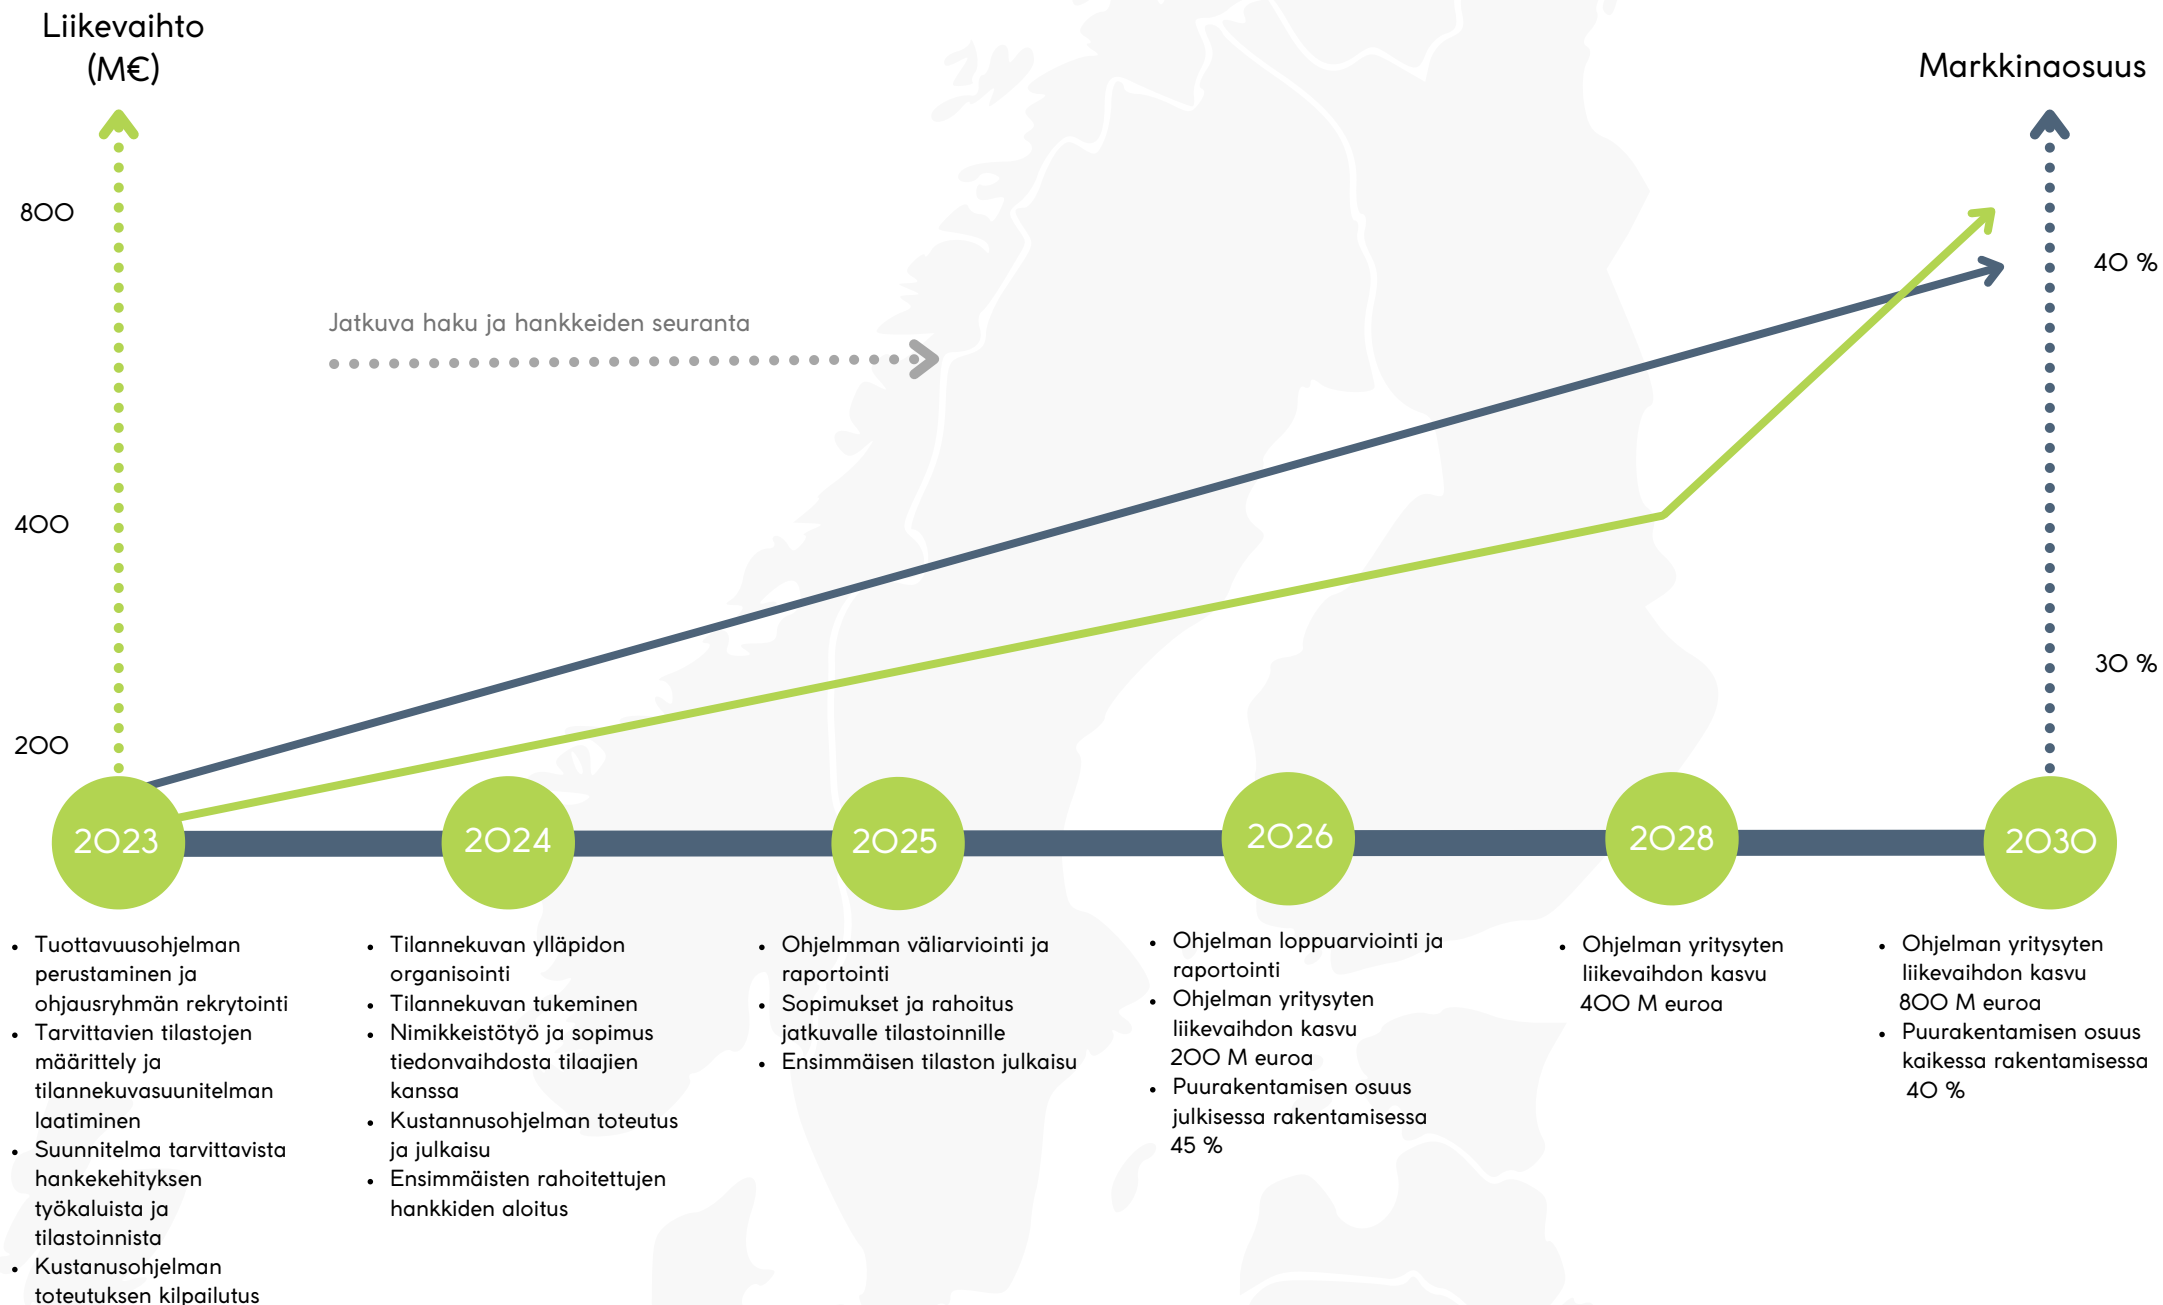 Liikevaihto
(M€)
Markkinaosuus
800
400
200
40 %
30 %
Jatkuva haku ja hankkeiden seuranta
2023
2024
2025
2026
2028
2030
• Tuottavuusohjelman
perustaminen ja
ohjausryhmän rekrytointi
• Tarvittavien tilastojen
määrittely ja
tilannekuvasuunitelman
laatiminen
• Suunnitelma tarvittavista
hankekehityksen
työkaluista ja
tilastoinnista
• Kustanusohjelman
toteutuksen kilpailutus
• Tilannekuvan ylläpidon
organisointi
• Tilannekuvan tukeminen
• Nimikkeistötyö ja sopimus
tiedonvaihdosta tilaajien
kanssa
• Kustannusohjelman toteutus
ja julkaisu
• Ensimmäisten rahoitettujen
hankkiden aloitus
• Ohjelmman väliarviointi ja
raportointi
• Sopimukset ja rahoitus
jatkuvalle tilastoinnille
• Ensimmäisen tilaston julkaisu
• Ohjelman loppuarviointi ja
raportointi
• Ohjelman yritysyten
liikevaihdon kasvu
200 M euroa
• Puurakentamisen osuus
julkisessa rakentamisessa
45 %
• Ohjelman yritysyten
liikevaihdon kasvu
400 M euroa
• Ohjelman yritysyten
liikevaihdon kasvu
800 M euroa
• Puurakentamisen osuus
kaikessa rakentamisessa
40 %